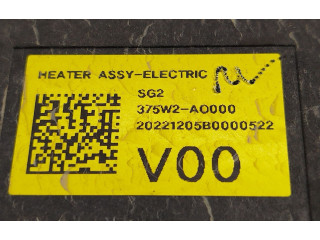 HEATER ASSY-ELECTRIC
SG2
375W2-AO000
20221205B0000522
V00